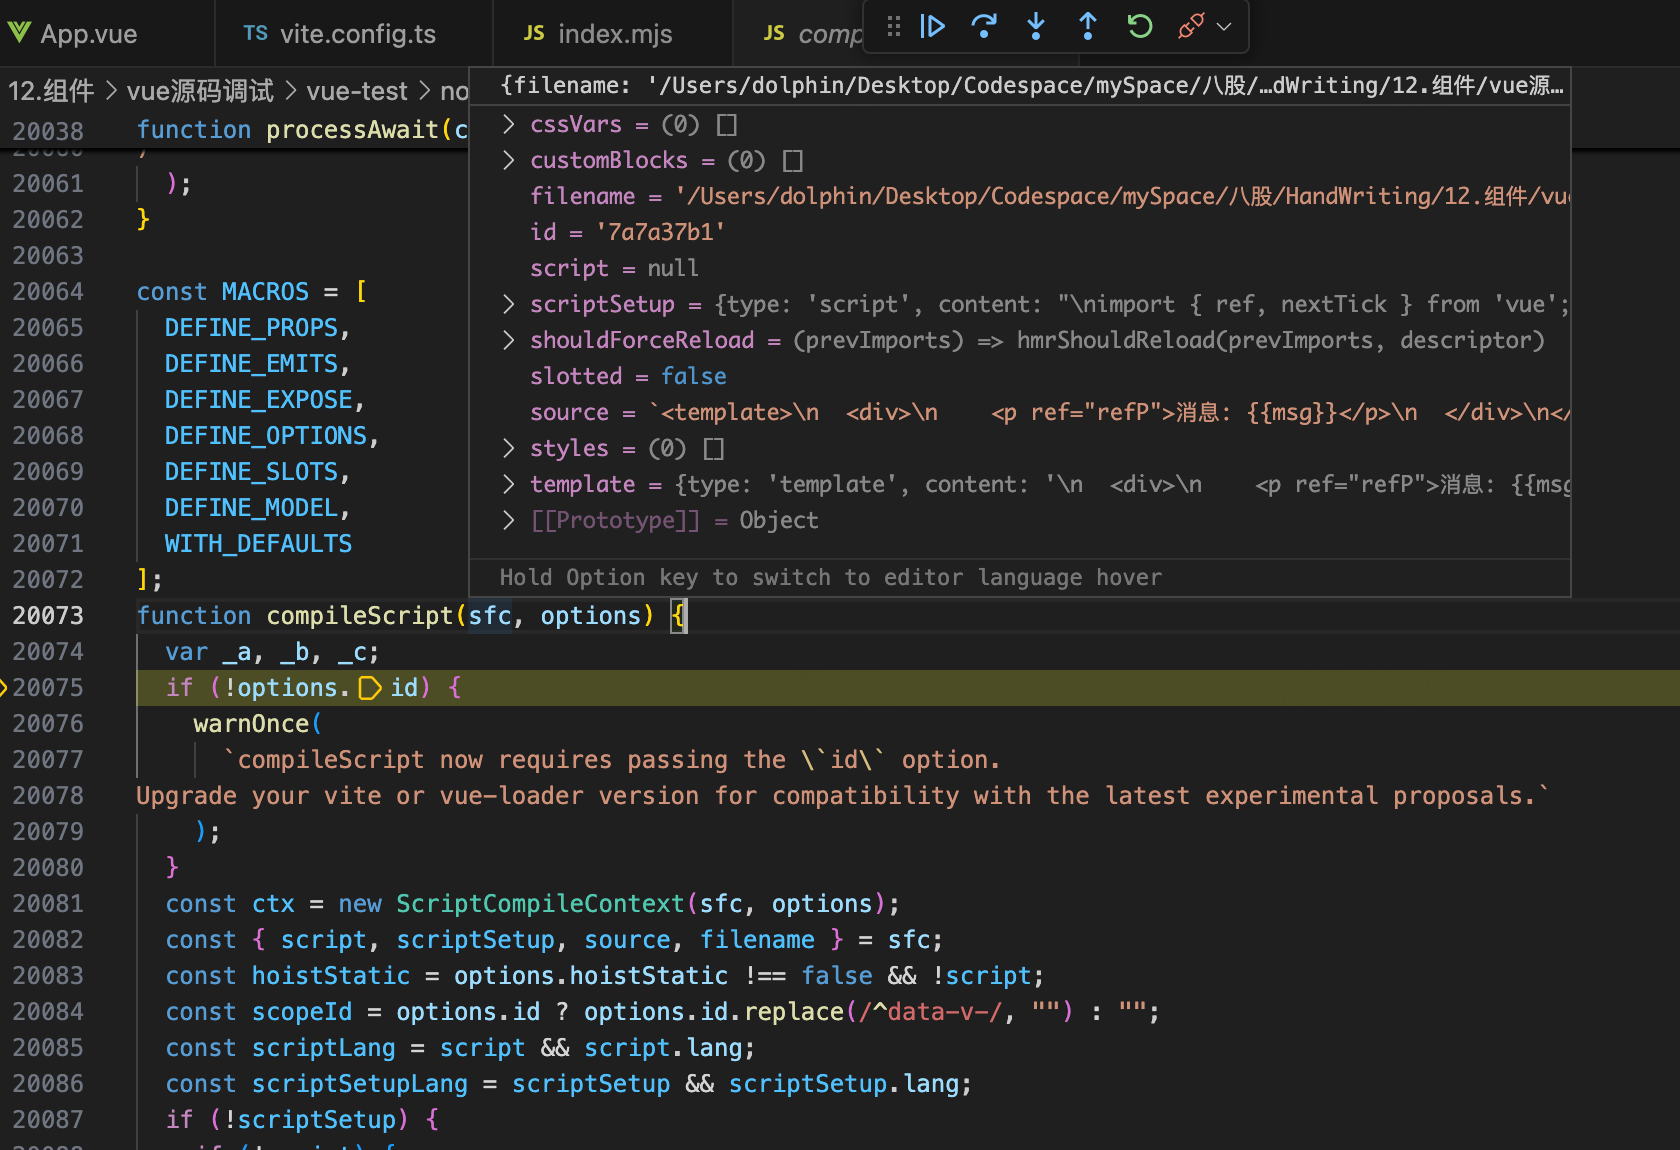 App.vue
TS vite.config.ts
JS index.mjs
JS comp
12.组件 > vue源码调试 > vue-test > no
{filename: '/Users/dolphin/Desktop/Codespace/mySpace/八股/…dWriting/12.组件/vue源…
cssVars = (0) []
customBlocks = (0) []
filename = '/Users/dolphin/Desktop/Codespace/mySpace/八股/HandWriting/12.组件/vu
id = '7a7a37b1'
script = null
scriptSetup = {type: 'script', content: "\nimport { ref, nextTick } from 'vue';
shouldForceReload = (prevImports) => hmrShouldReload(prevImports, descriptor)
slotted = false
source = `<template>\n  <div>\n    <p ref="refP">消息: {{msg}}</p>\n  </div>\n</
styles = (0) []
template = {type: 'template', content: '\n  <div>\n    <p ref="refP">消息: {{msg
[[Prototype]] = Object
Hold Option key to switch to editor language hover
20038 function processAwait(c
20061   );
20062 }
20063
20064 const MACROS = [
20065   DEFINE_PROPS,
20066   DEFINE_EMITS,
20067   DEFINE_EXPOSE,
20068   DEFINE_OPTIONS,
20069   DEFINE_SLOTS,
20070   DEFINE_MODEL,
20071   WITH_DEFAULTS
20072 ];
20073 function compileScript(sfc, options) {
20074   var _a, _b, _c;
20075   if (!options.id) {
20076     warnOnce(
20077       `compileScript now requires passing the \`id\` option.
20078 Upgrade your vite or vue-loader version for compatibility with the latest experimental proposals.`
20079     );
20080   }
20081   const ctx = new ScriptCompileContext(sfc, options);
20082   const { script, scriptSetup, source, filename } = sfc;
20083   const hoistStatic = options.hoistStatic !== false && !script;
20084   const scopeId = options.id ? options.id.replace(/^data-v-/, "") : "";
20085   const scriptLang = script && script.lang;
20086   const scriptSetupLang = scriptSetup && scriptSetup.lang;
20087   if (!scriptSetup) {